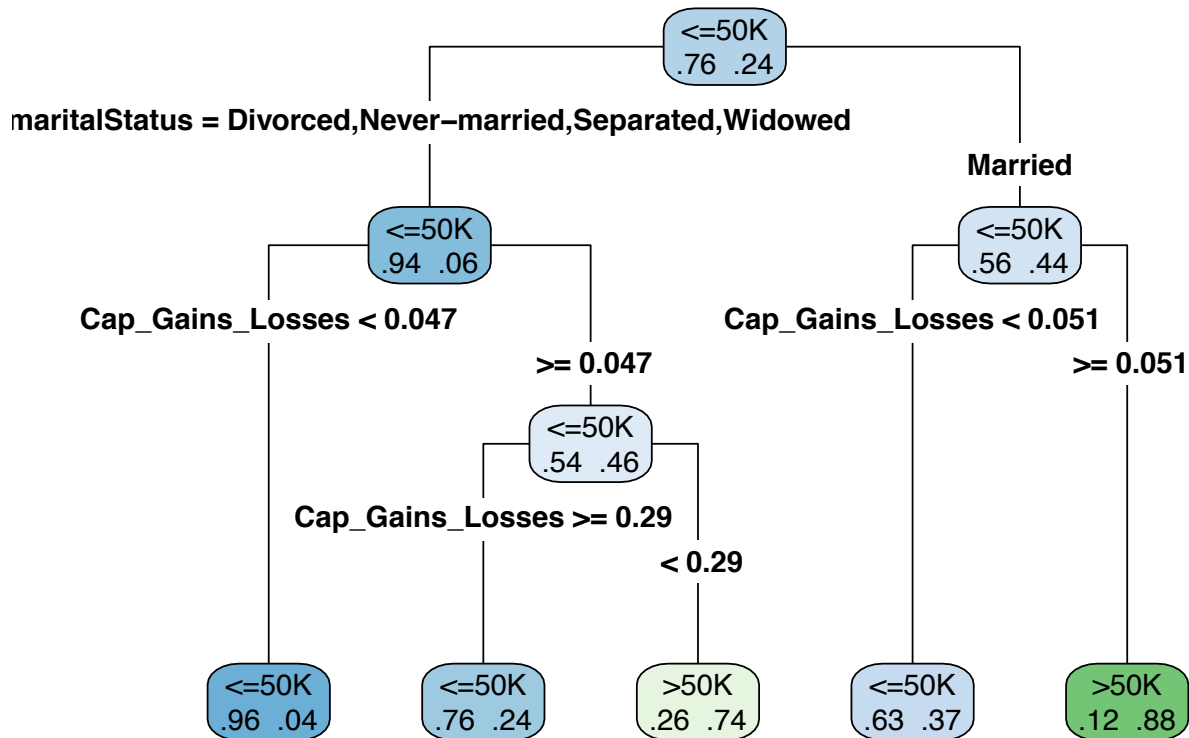 <=50K
.76 .24
maritalStatus = Divorced,Never−married,Separated,Widowed
Married
<=50K
.94 .06
<=50K
.56 .44
Cap_Gains_Losses < 0.047
Cap_Gains_Losses < 0.051
>= 0.047
>= 0.051
<=50K
.54 .46
Cap_Gains_Losses >= 0.29
< 0.29
<=50K
.96 .04
<=50K
.76 .24
>50K
.26 .74
<=50K
.63 .37
>50K
.12 .88